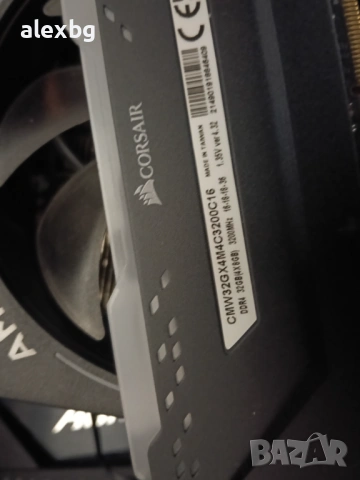 alexbg
CORSAIR
CMW32GX4M4C3200C16
DDR4 32GB(4X8GB) 3200MHz 16-18-18-36 1.35V ver4.32
MADE IN TAIWAN
CE
BAZAR